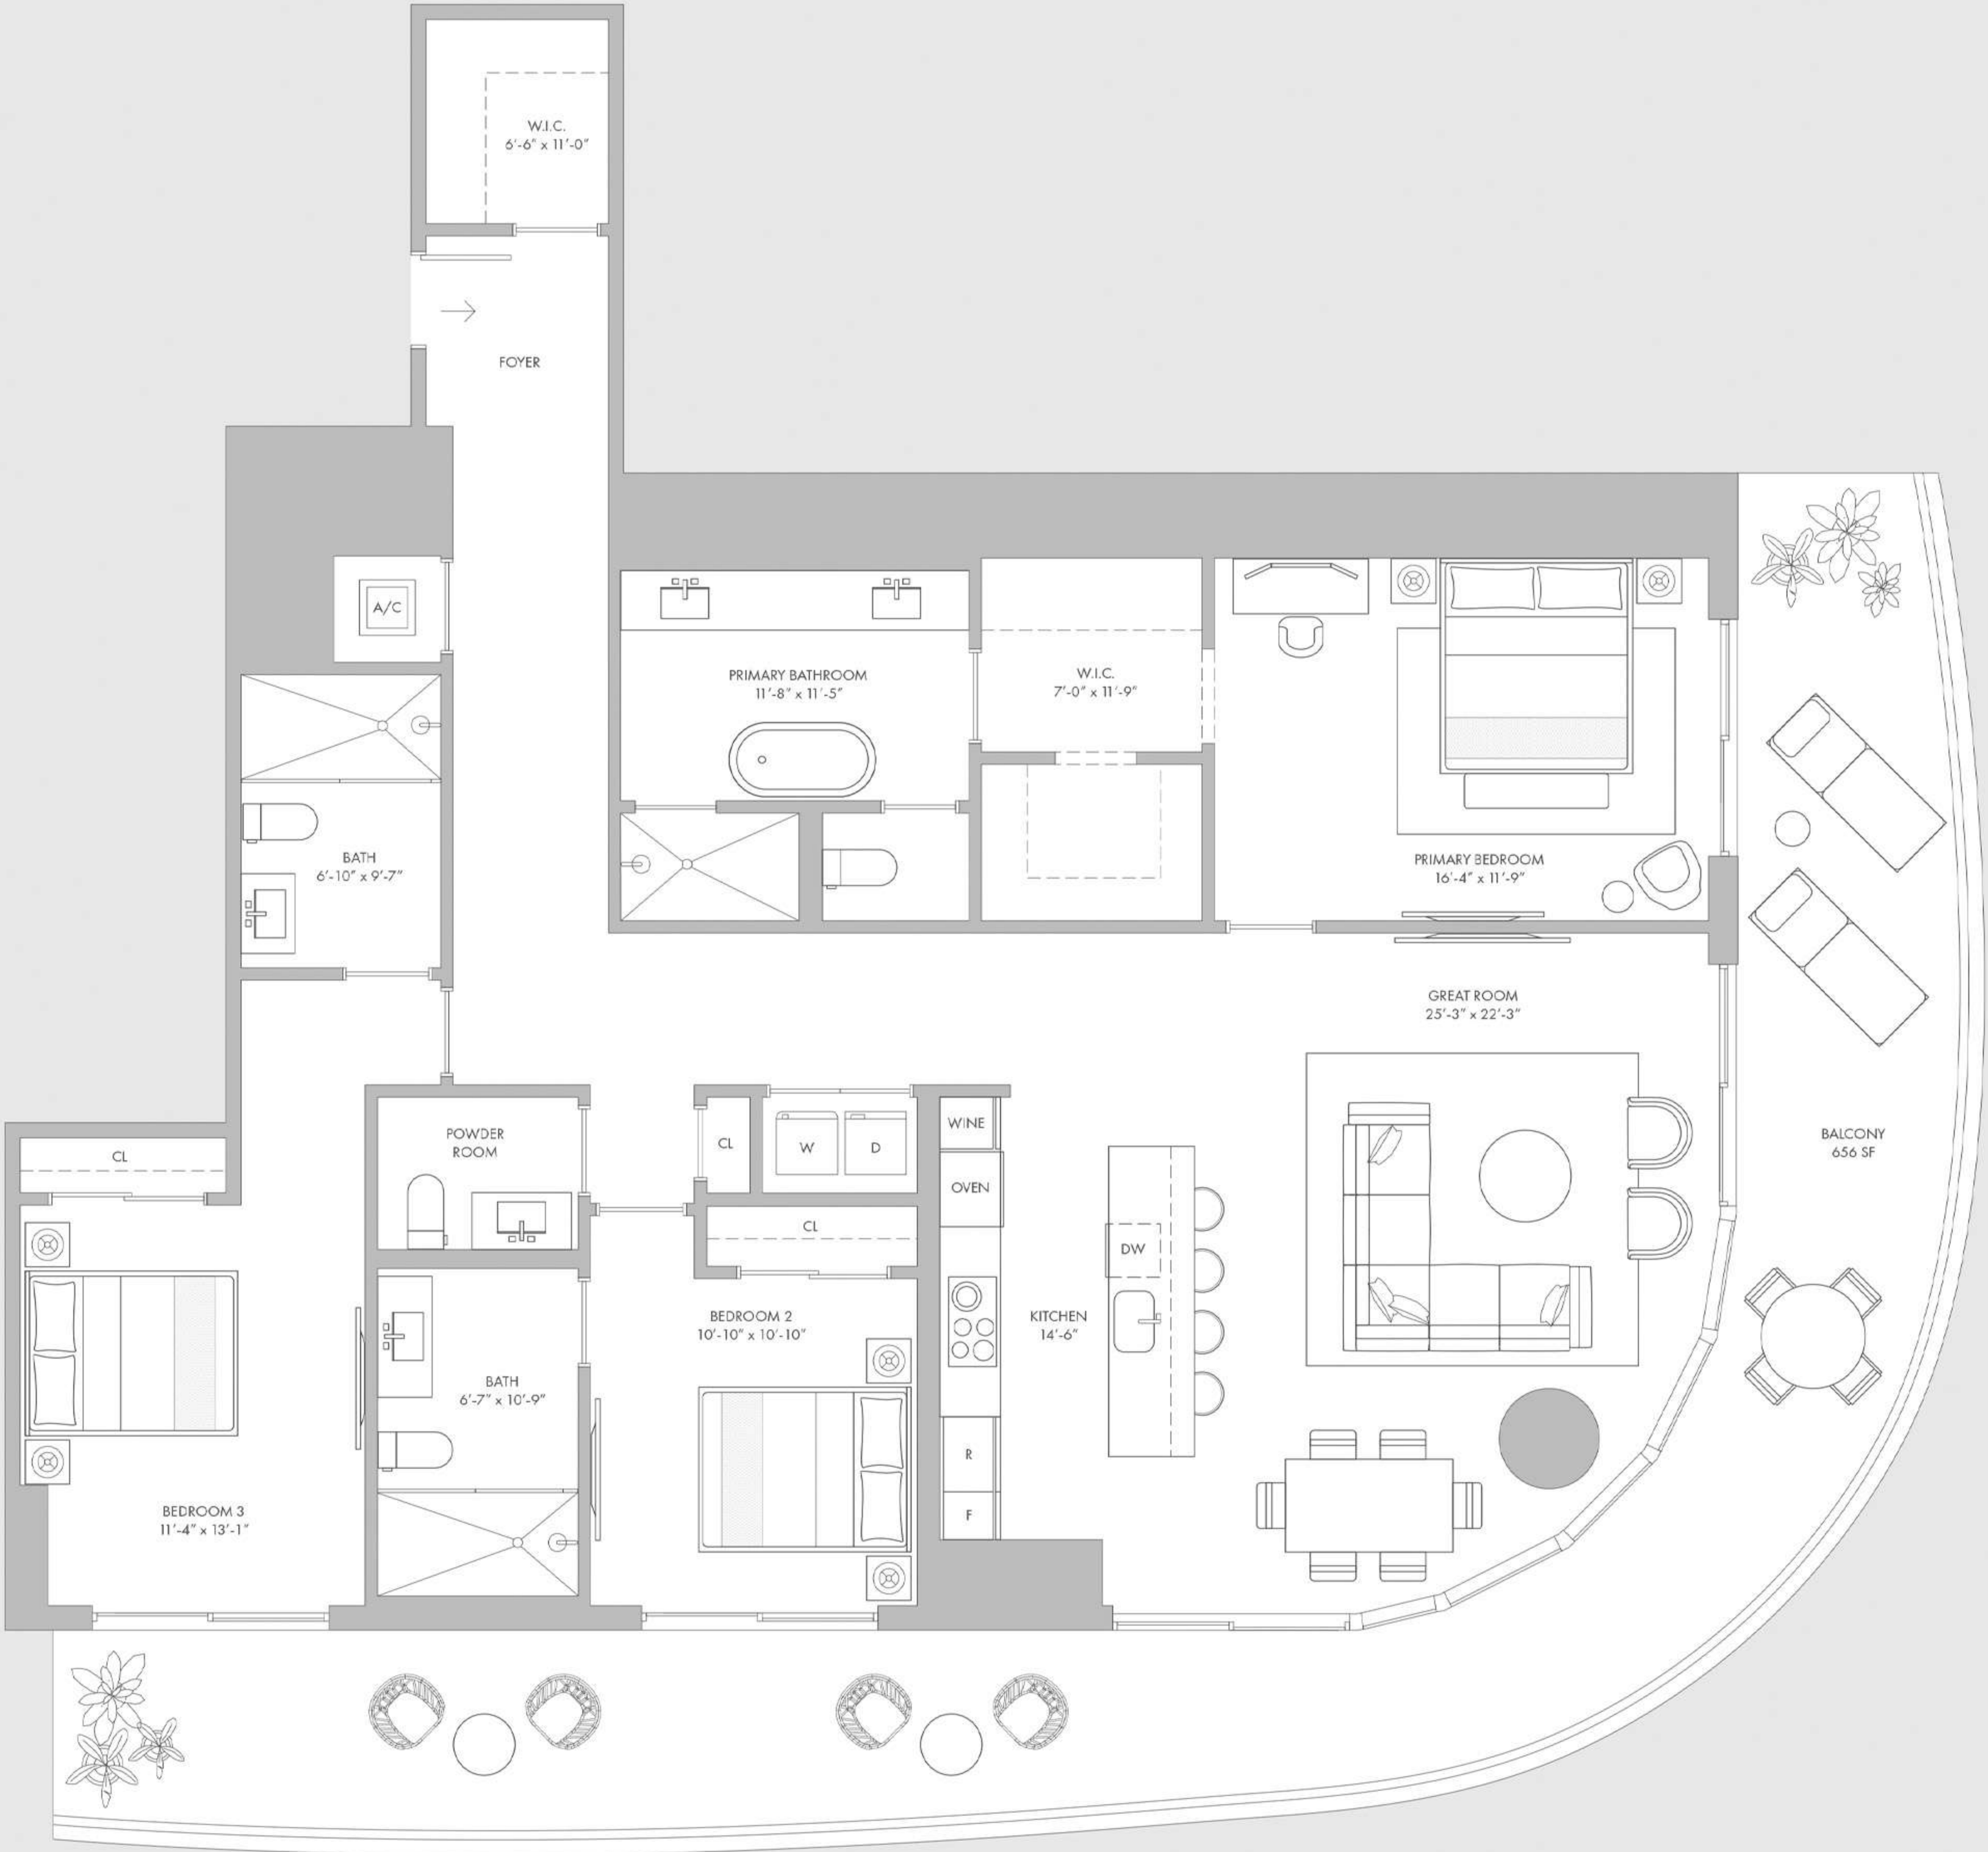 W.I.C.
6'-6" x 11'-0"
FOYER
A/C
PRIMARY BATHROOM
11'-8" x 11'-5"
W.I.C.
7'-0" x 11'-9"
PRIMARY BEDROOM
16'-4" x 11'-9"
BATH
6'-10" x 9'-7"
GREAT ROOM
25'-3" x 22'-3"
BALCONY
656 SF
POWDER
ROOM
CL
CL
W
D
WINE
OVEN
CL
DW
BEDROOM 2
10'-10" x 10'-10"
KITCHEN
14'-6"
BATH
6'-7" x 10'-9"
R
F
BEDROOM 3
11'-4" x 13'-1"